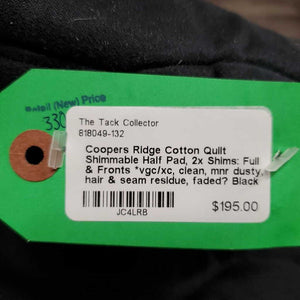 Retail (New) Price
330
The Tack Collector
818049-132
Coopers Ridge Cotton Quilt
Shimmable Half Pad, 2x Shims: Full
& Fronts *vgc/xc, clean, mnr dusty,
hair & seam residue, faded? Black
JC4LRB
$195.00